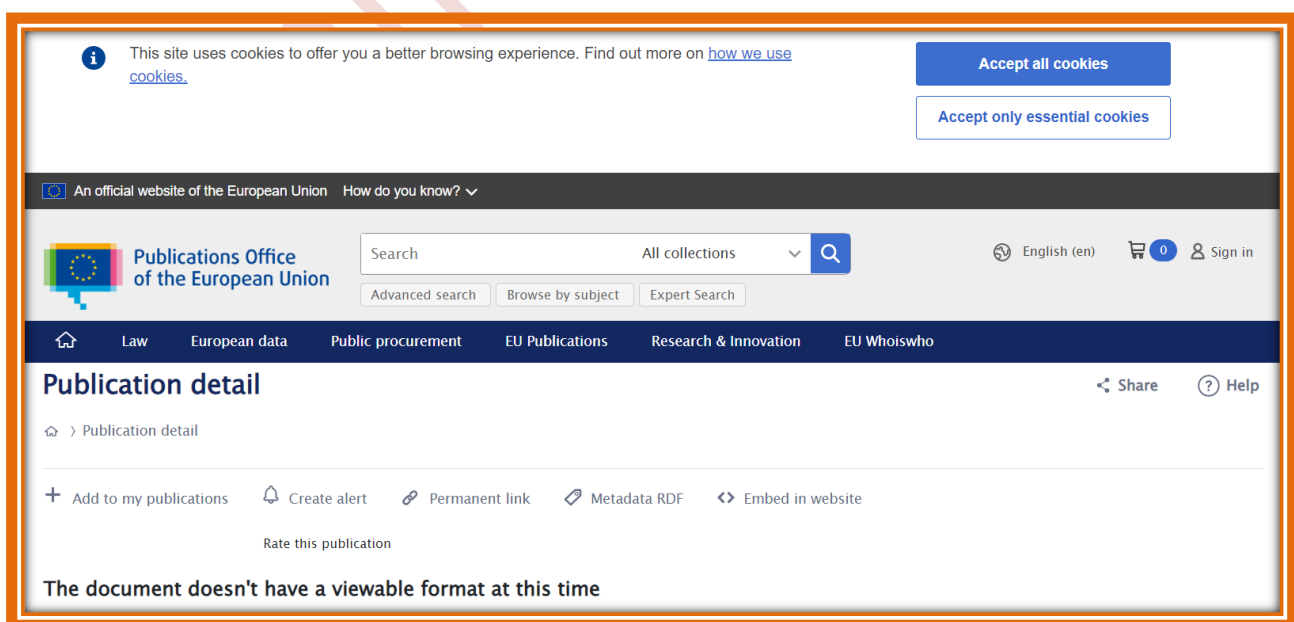 This site uses cookies to offer you a better browsing experience. Find out more on how we use
cookies.
Accept all cookies
Accept only essential cookies
An official website of the European Union How do you know?
Publications Office
of the European Union
Search All collections
Advanced search Browse by subject Expert Search
English (en) 0 Sign in
Law European data Public procurement EU Publications Research & Innovation EU Whoiswho
Publication detail
Share ? Help
Publication detail
Add to my publications Create alert Permanent link Metadata RDF Embed in website
Rate this publication
The document doesn't have a viewable format at this time